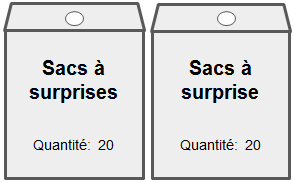 Sacs à
surprises
Quantité: 20
Sacs à
surprise
Quantité: 20